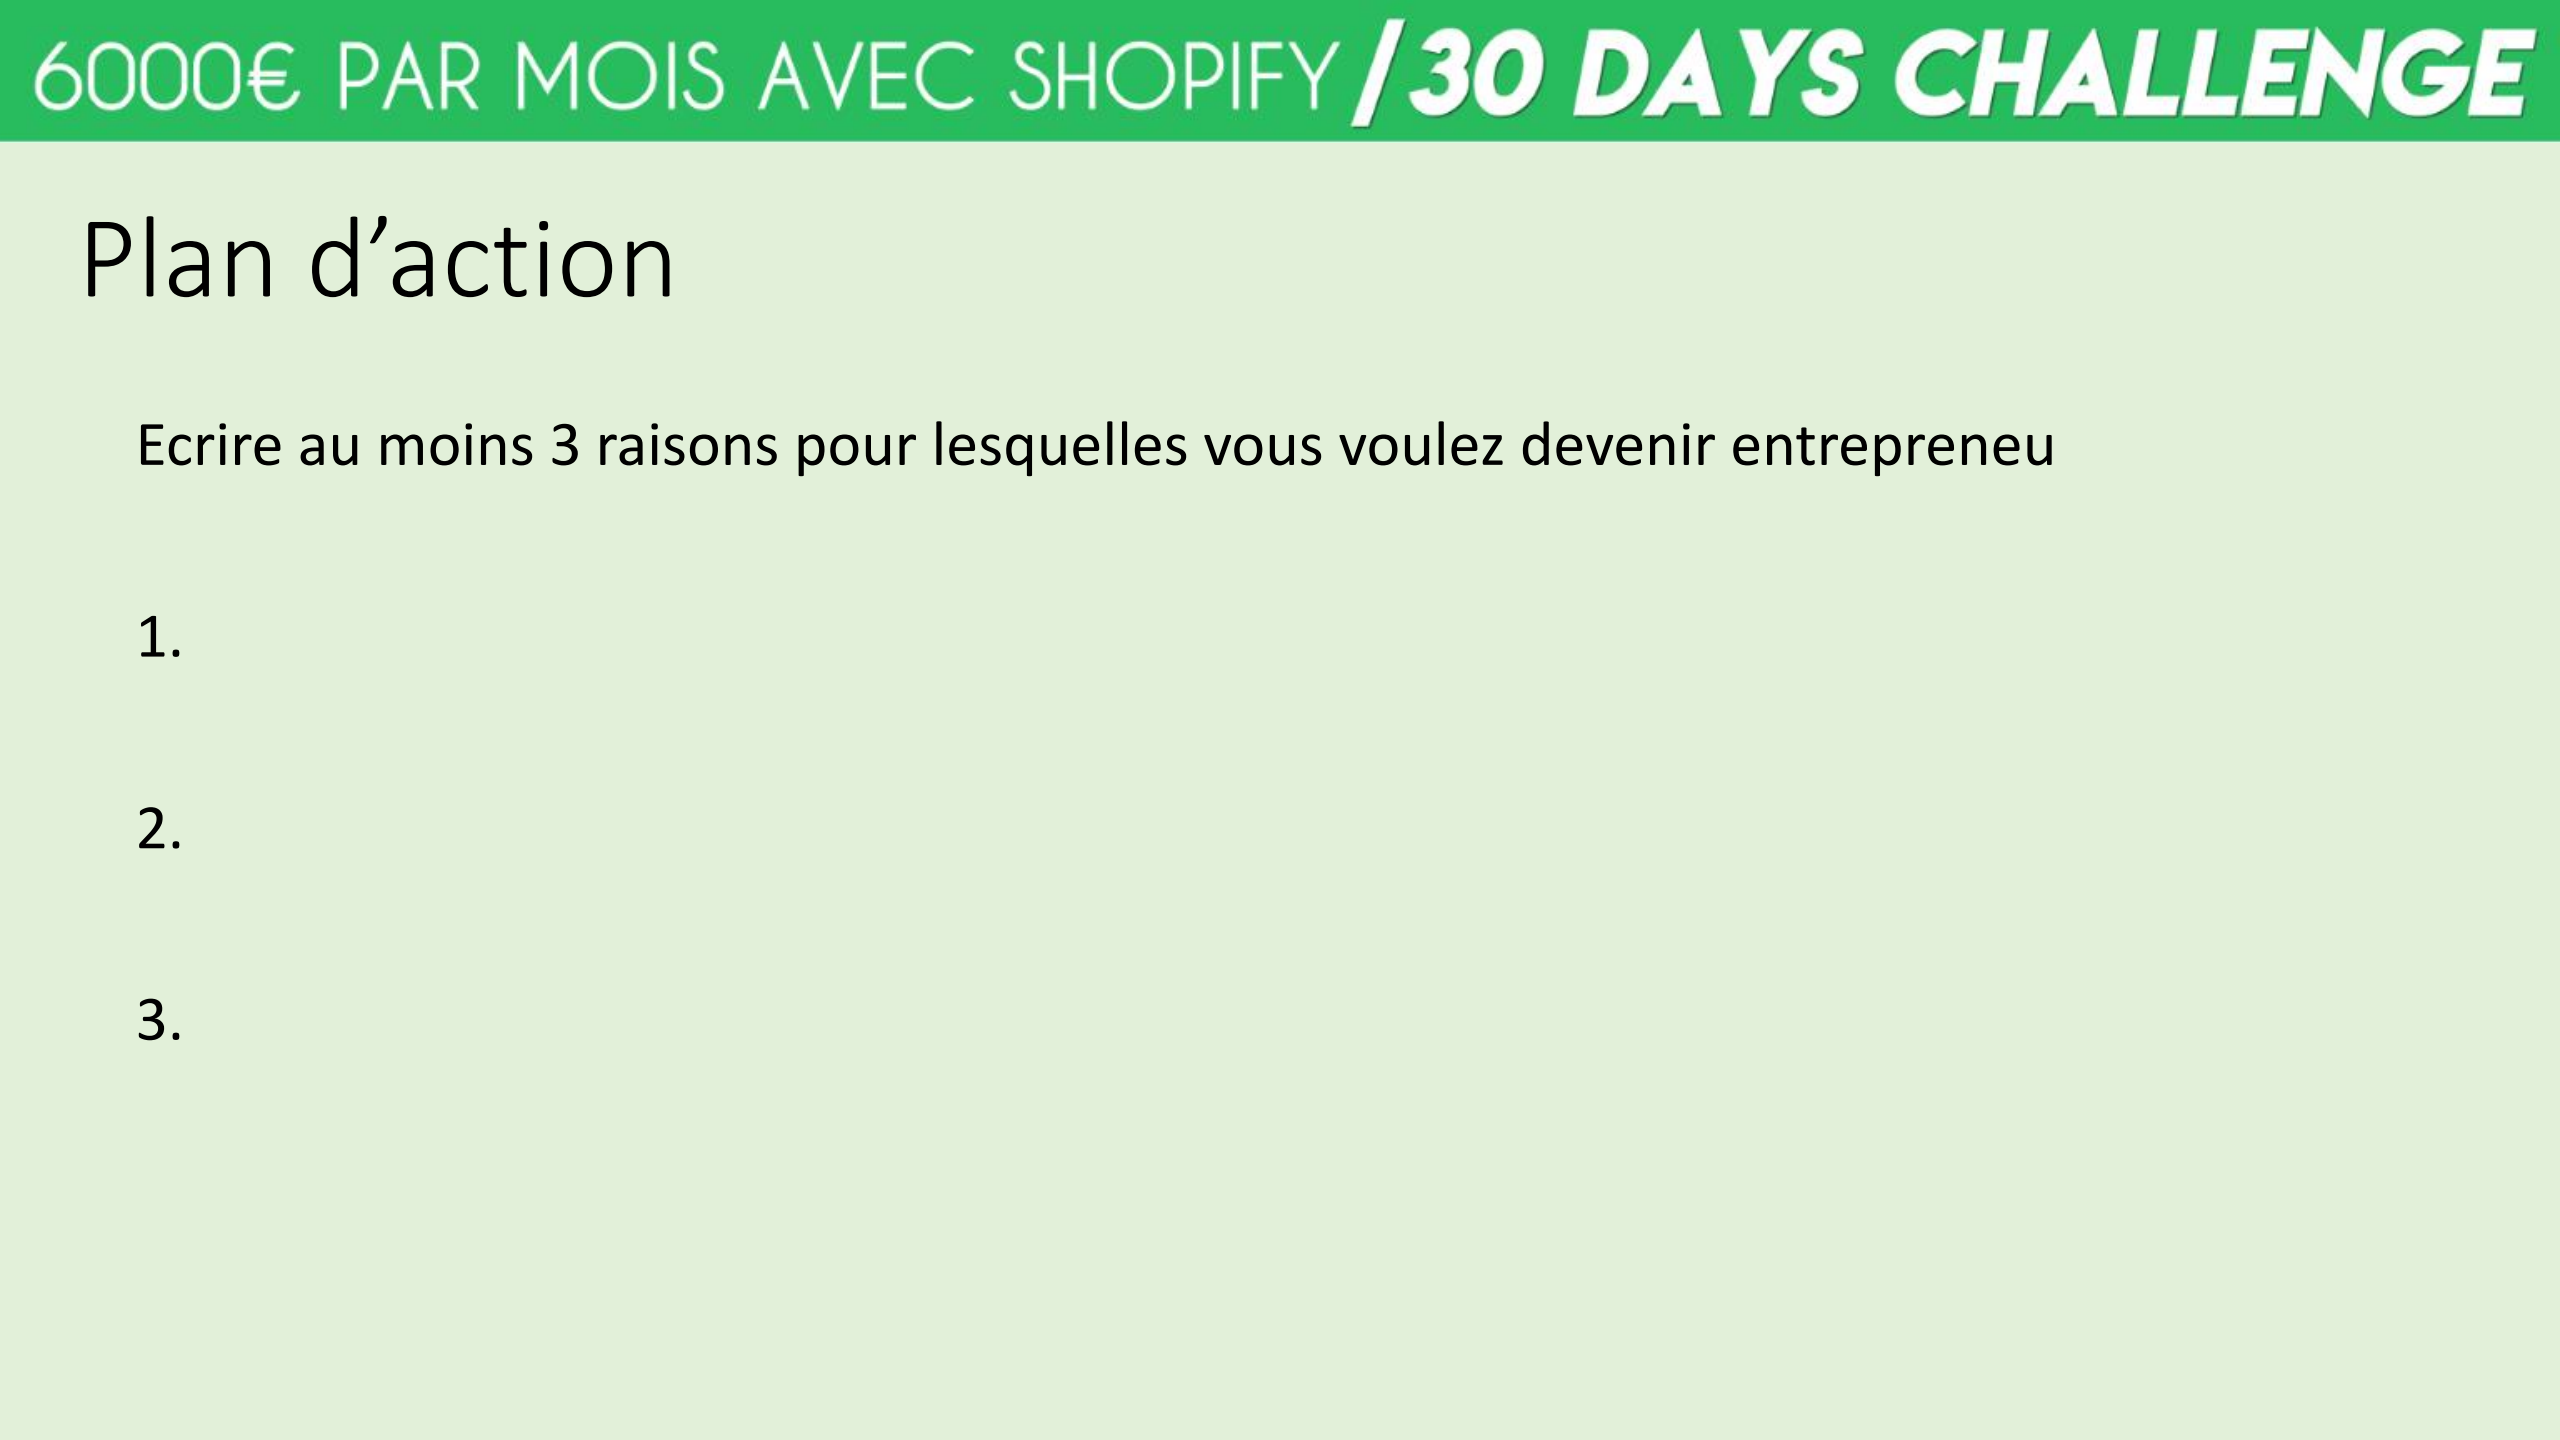 6000€ PAR MOIS AVEC SHOPIFY /30 DAYS CHALLENGE
Plan d’action
Ecrire au moins 3 raisons pour lesquelles vous voulez devenir entrepreneu
1.
2.
3.